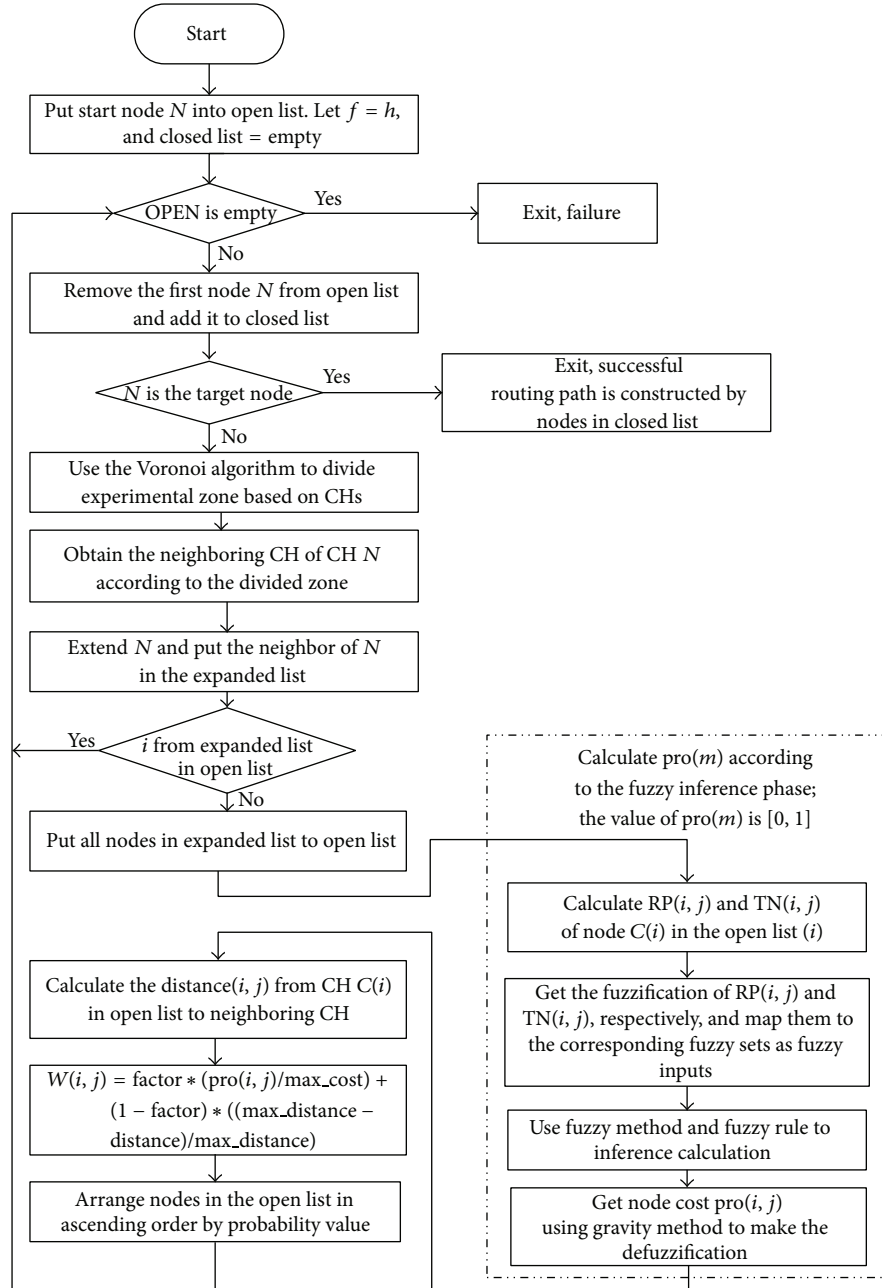 Start
Put start node N into open list. Let f = h,
and closed list = empty
OPEN is empty
Yes
Exit, failure
No
Remove the first node N from open list
and add it to closed list
N is the target node
Yes
Exit, successful
routing path is constructed by
nodes in closed list
No
Use the Voronoi algorithm to divide
experimental zone based on CHs
Obtain the neighboring CH of CH N
according to the divided zone
Extend N and put the neighbor of N
in the expanded list
Yes
i from expanded list
in open list
No
Put all nodes in expanded list to open list
Calculate pro(m) according
to the fuzzy inference phase;
the value of pro(m) is [0, 1]
Calculate RP(i, j) and TN(i, j)
of node C(i) in the open list (i)
Get the fuzzification of RP(i, j) and
TN(i, j), respectively, and map them to
the corresponding fuzzy sets as fuzzy
inputs
Use fuzzy method and fuzzy rule to
inference calculation
Get node cost pro(i, j)
using gravity method to make the
defuzzification
Calculate the distance(i, j) from CH C(i)
in open list to neighboring CH
W(i, j) = factor ∗ (pro(i, j)/max_cost) +
(1 − factor) ∗ ((max_distance −
distance)/max_distance)
Arrange nodes in the open list in
ascending order by probability value